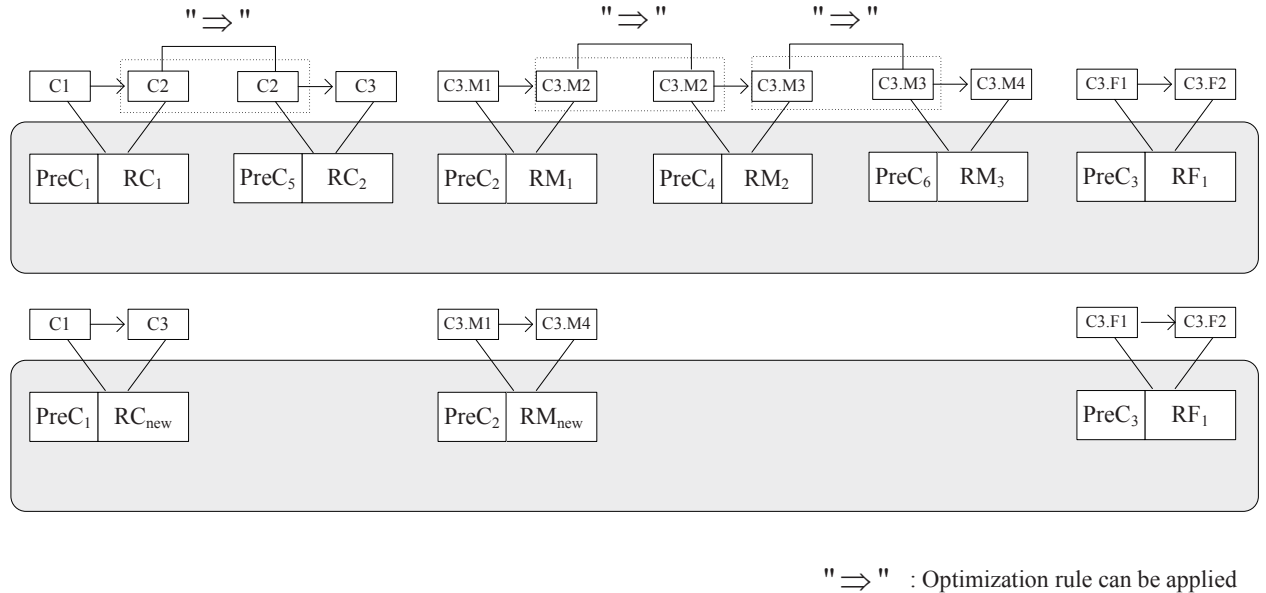 "⇒" "⇒" "⇒"
C1 C2 C2 C3 C3.M1 C3.M2 C3.M2 C3.M3 C3.M3 C3.M4 C3.F1 C3.F2
PreC₁ RC₁ PreC₅ RC₂ PreC₂ RM₁ PreC₄ RM₂ PreC₆ RM₃ PreC₃ RF₁
C1 C3 C3.M1 C3.M4 C3.F1 C3.F2
PreC₁ RCnew PreC₂ RMnew PreC₃ RF₁
"⇒" : Optimization rule can be applied